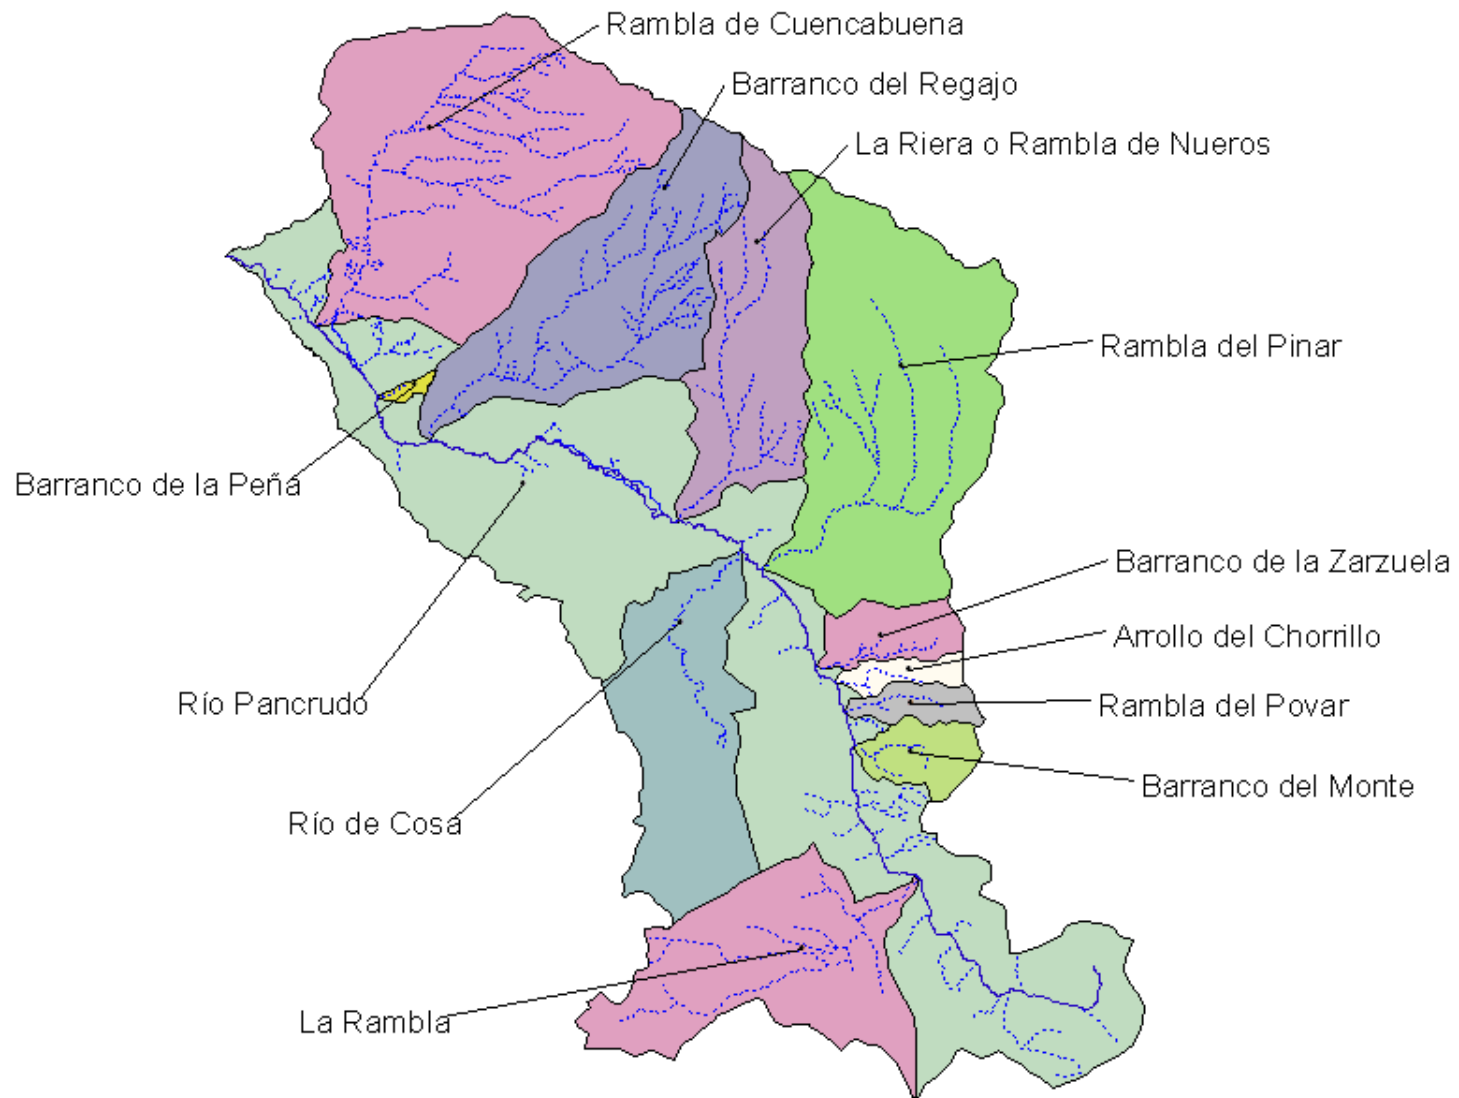 Rambla de Cuencabuena
Barranco del Regajo
La Riera o Rambla de Nueros
Rambla del Pinar
Barranco de la Peña
Barranco de la Zarzuela
Arrollo del Chorrillo
Río Pancrudo
Rambla del Povar
Barranco del Monte
Río de Cosa
La Rambla